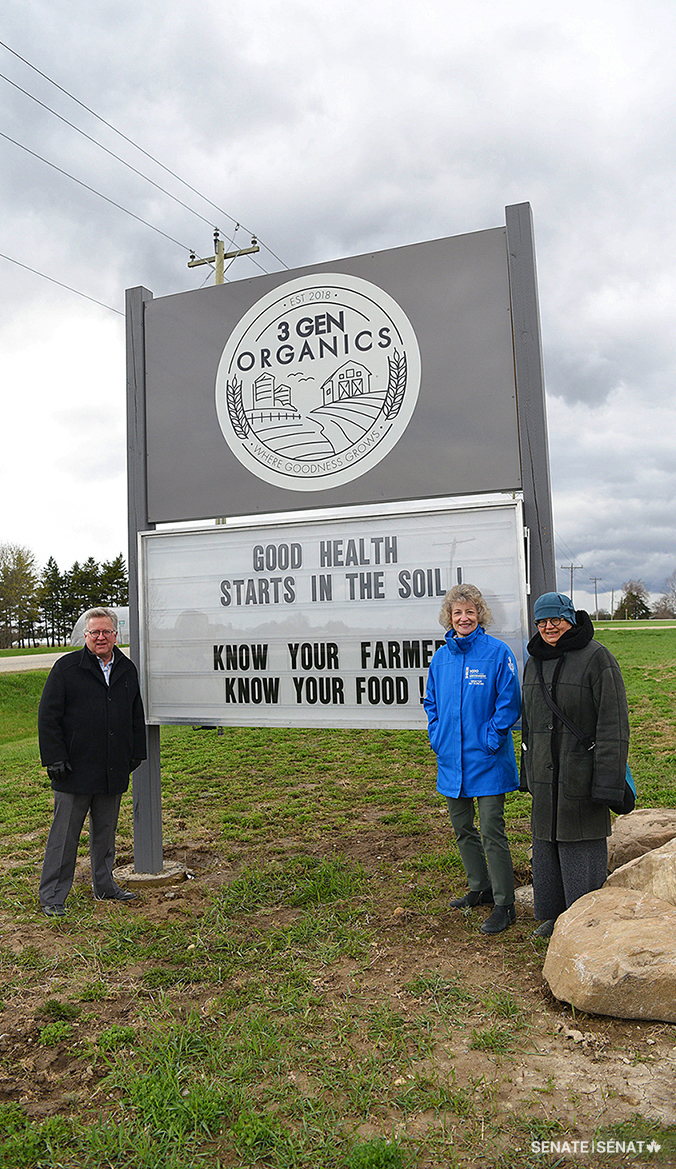 EST 2018
3 GEN
ORGANICS
WHERE GOODNESS GROWS
GOOD HEALTH
STARTS IN THE SOIL !
KNOW YOUR FARME
KNOW YOUR FOOD !
SENATE | SÉNAT